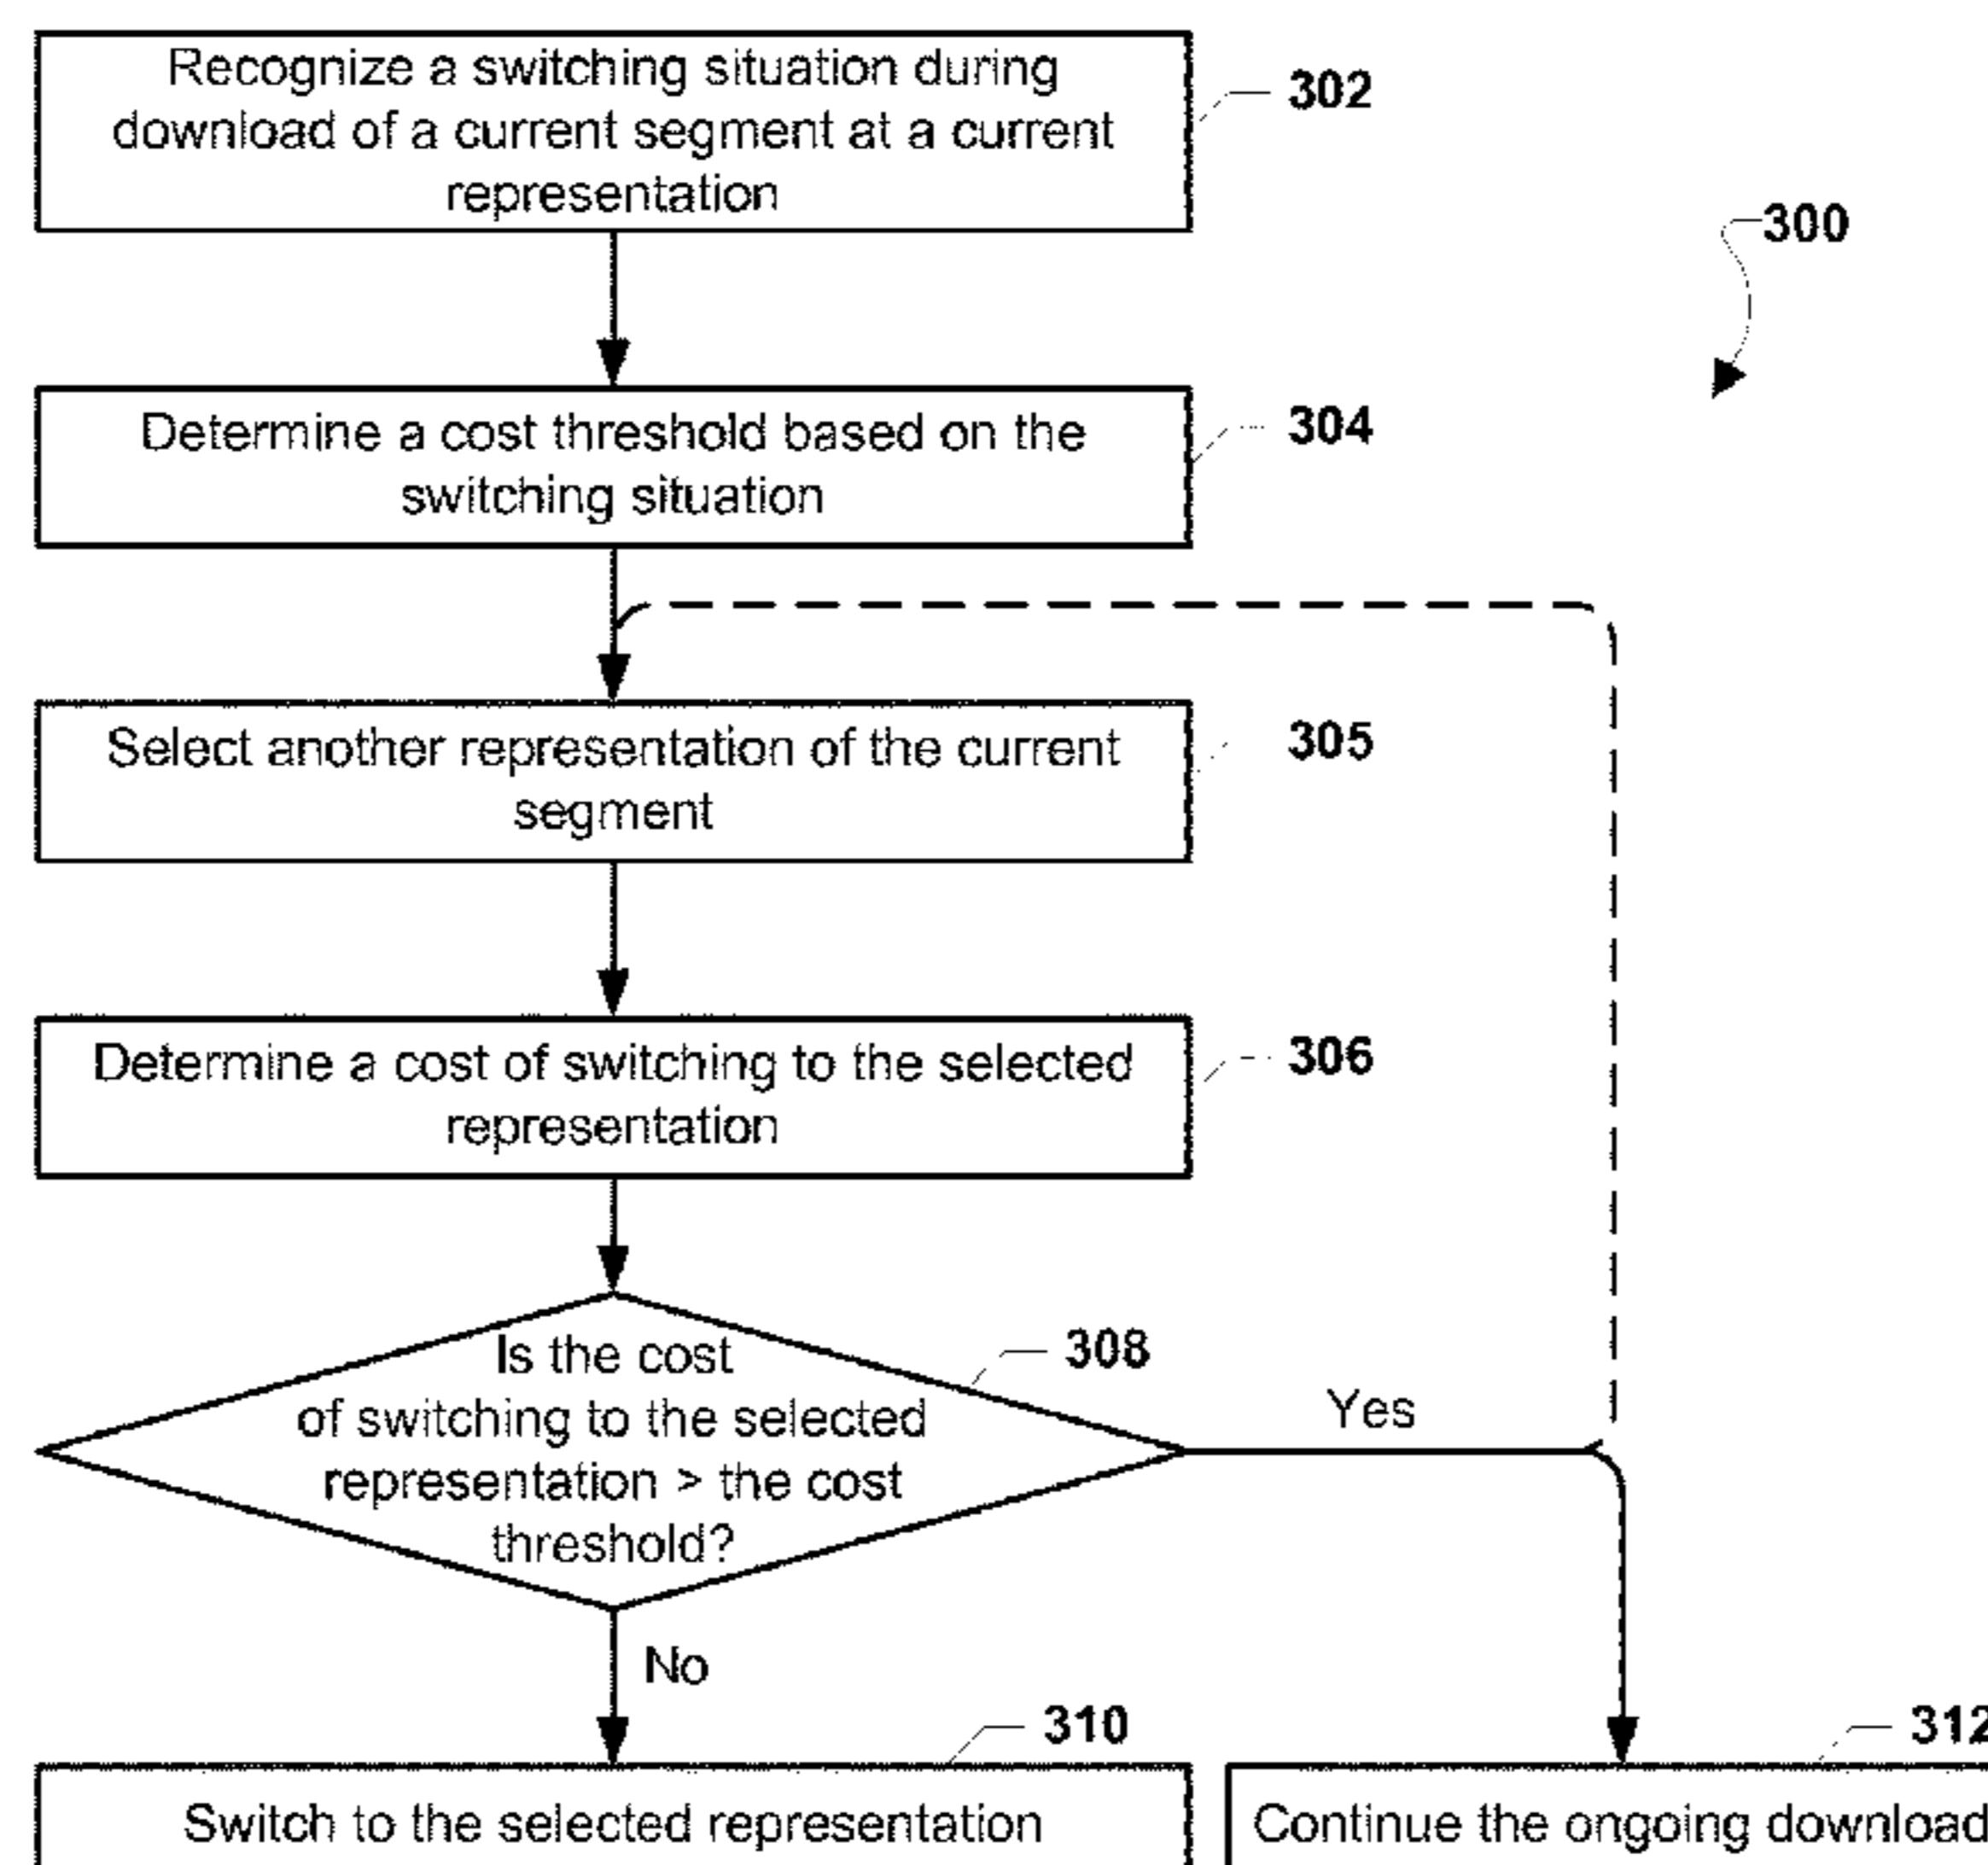 Recognize a switching situation during
download of a current segment at a current
representation
302
300
Determine a cost threshold based on the
switching situation
304
Select another representation of the current
segment
305
Determine a cost of switching to the selected
representation
306
Is the cost
of switching to the selected
representation > the cost
threshold?
308
Yes
No
310
312
Switch to the selected representation
Continue the ongoing download